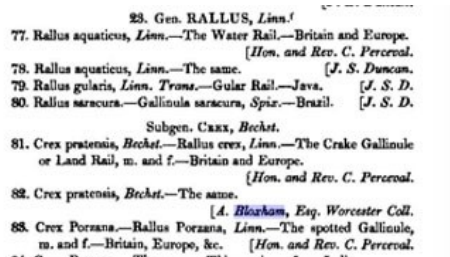 23. Gen. RALLUS, Linn.f
77. Rallus aquaticus, Linn.—The Water Rail.—Britain and Europe.
[Hon. and Rev. C. Perceval.
78. Rallus aquaticus, Linn.—The same. [J. S. Duncan.
79. Rallus gularis, Linn. Trans.—Gular Rail.—Java. [J. S. D.
80. Rallus saracura.—Gallinula saracura, Spix.—Brazil. [J. S. D.
Subgen. CREX, Bechst.
81. Crex pratensis, Bechst.—Rallus crex, Linn.—The Crake Gallinule
or Land Rail, m. and f.—Britain and Europe.
[Hon. and Rev. C. Perceval.
82. Crex pratensis, Bechst.—The same.
[A. Bloxham, Esq. Worcester Coll.
83. Crex Porzana.—Rallus Porzana, Linn.—The spotted Gallinule,
m. and f.—Britain, Europe, &c. [Hon. and Rev. C. Perceval.